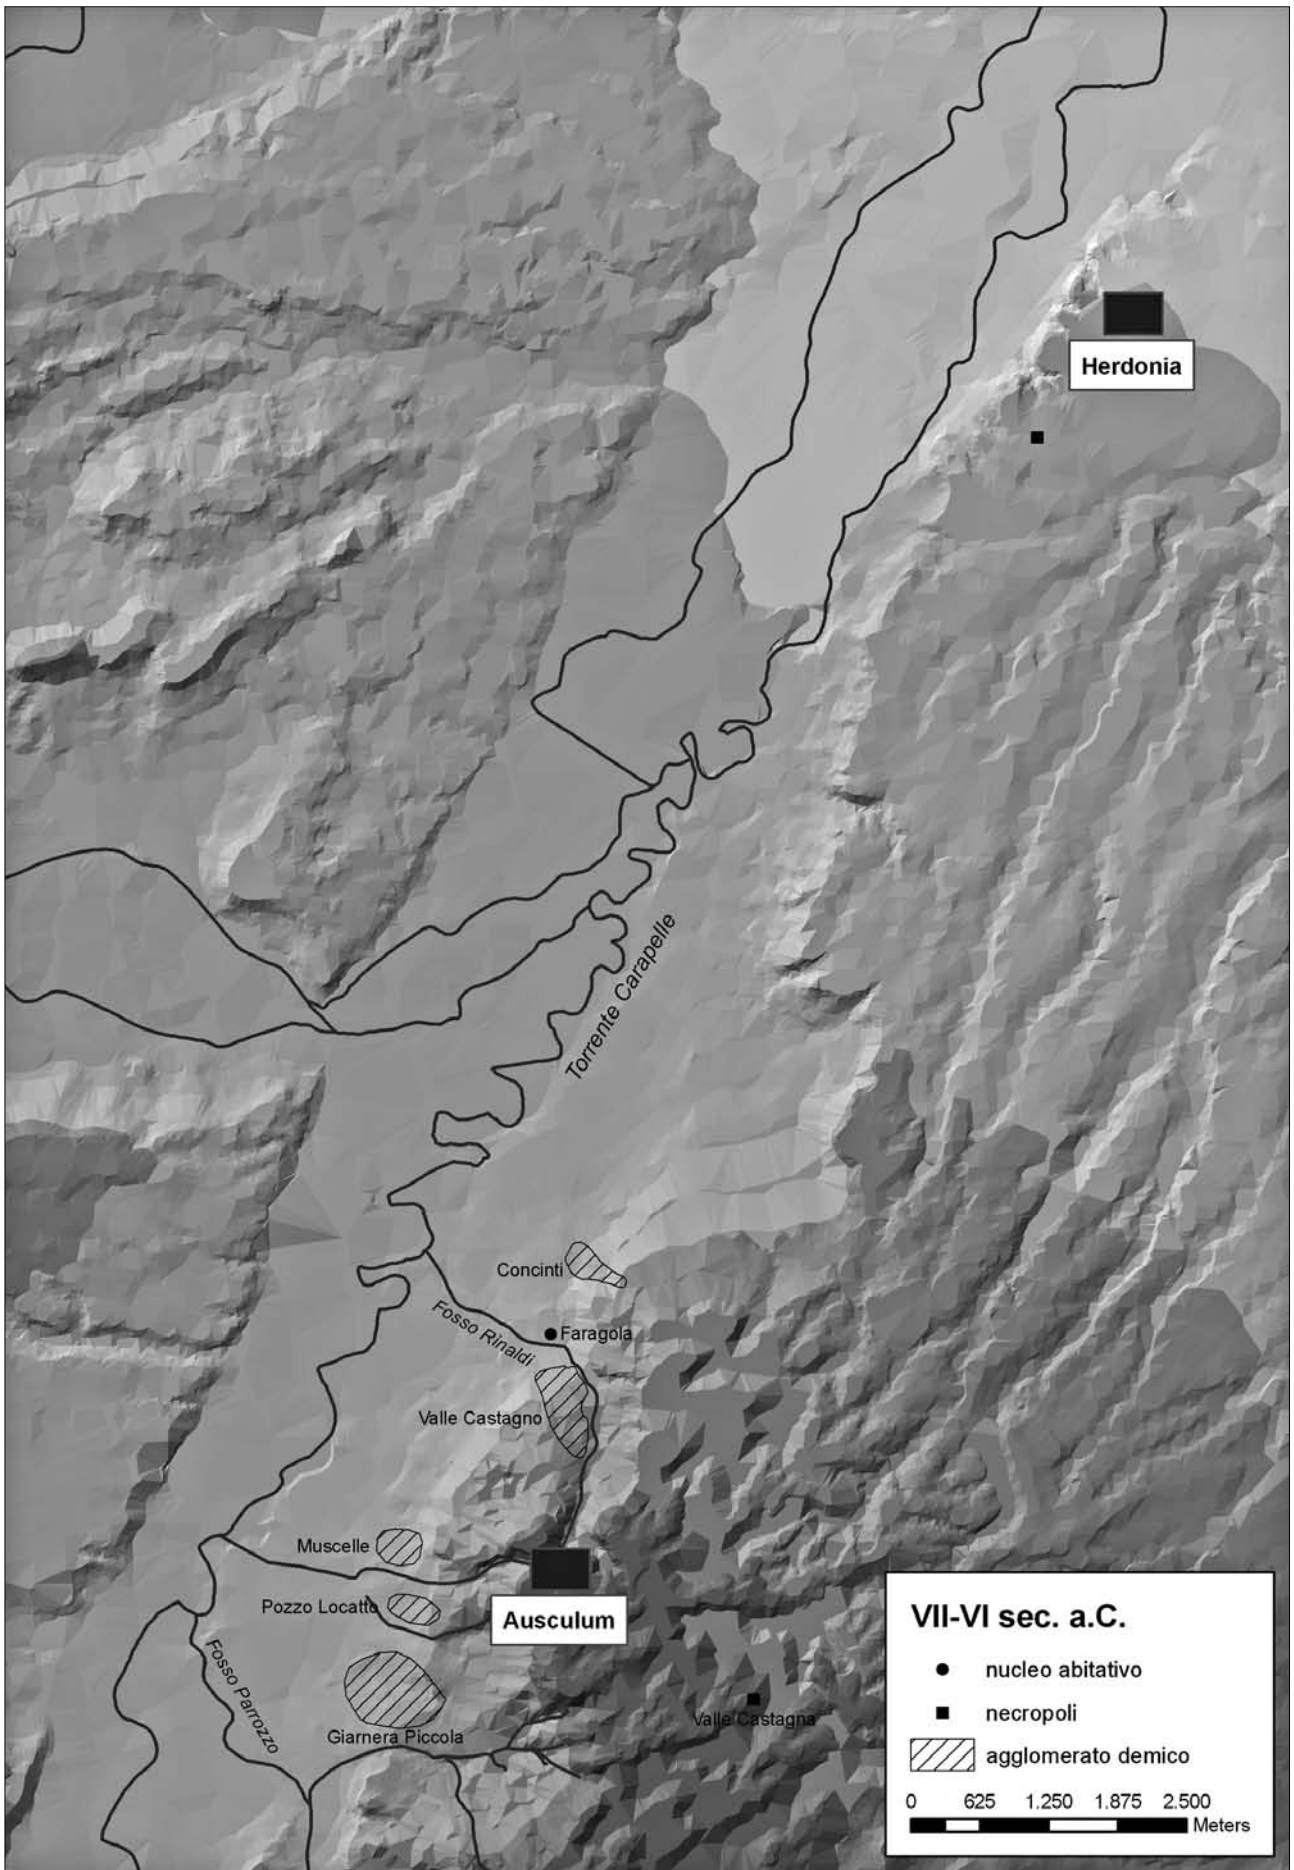 Herdonia
Torrente Carapelle
Concinti
Fosso Rinaldi
Faragola
Valle Castagno
Muscelle
Pozzo Locatto
Ausculum
Fosso Parrozzo
Giarnera Piccola
Valle Castagna
VII-VI sec. a.C.
nucleo abitativo
necropoli
agglomerato demico
0 625 1.250 1.875 2.500
Meters